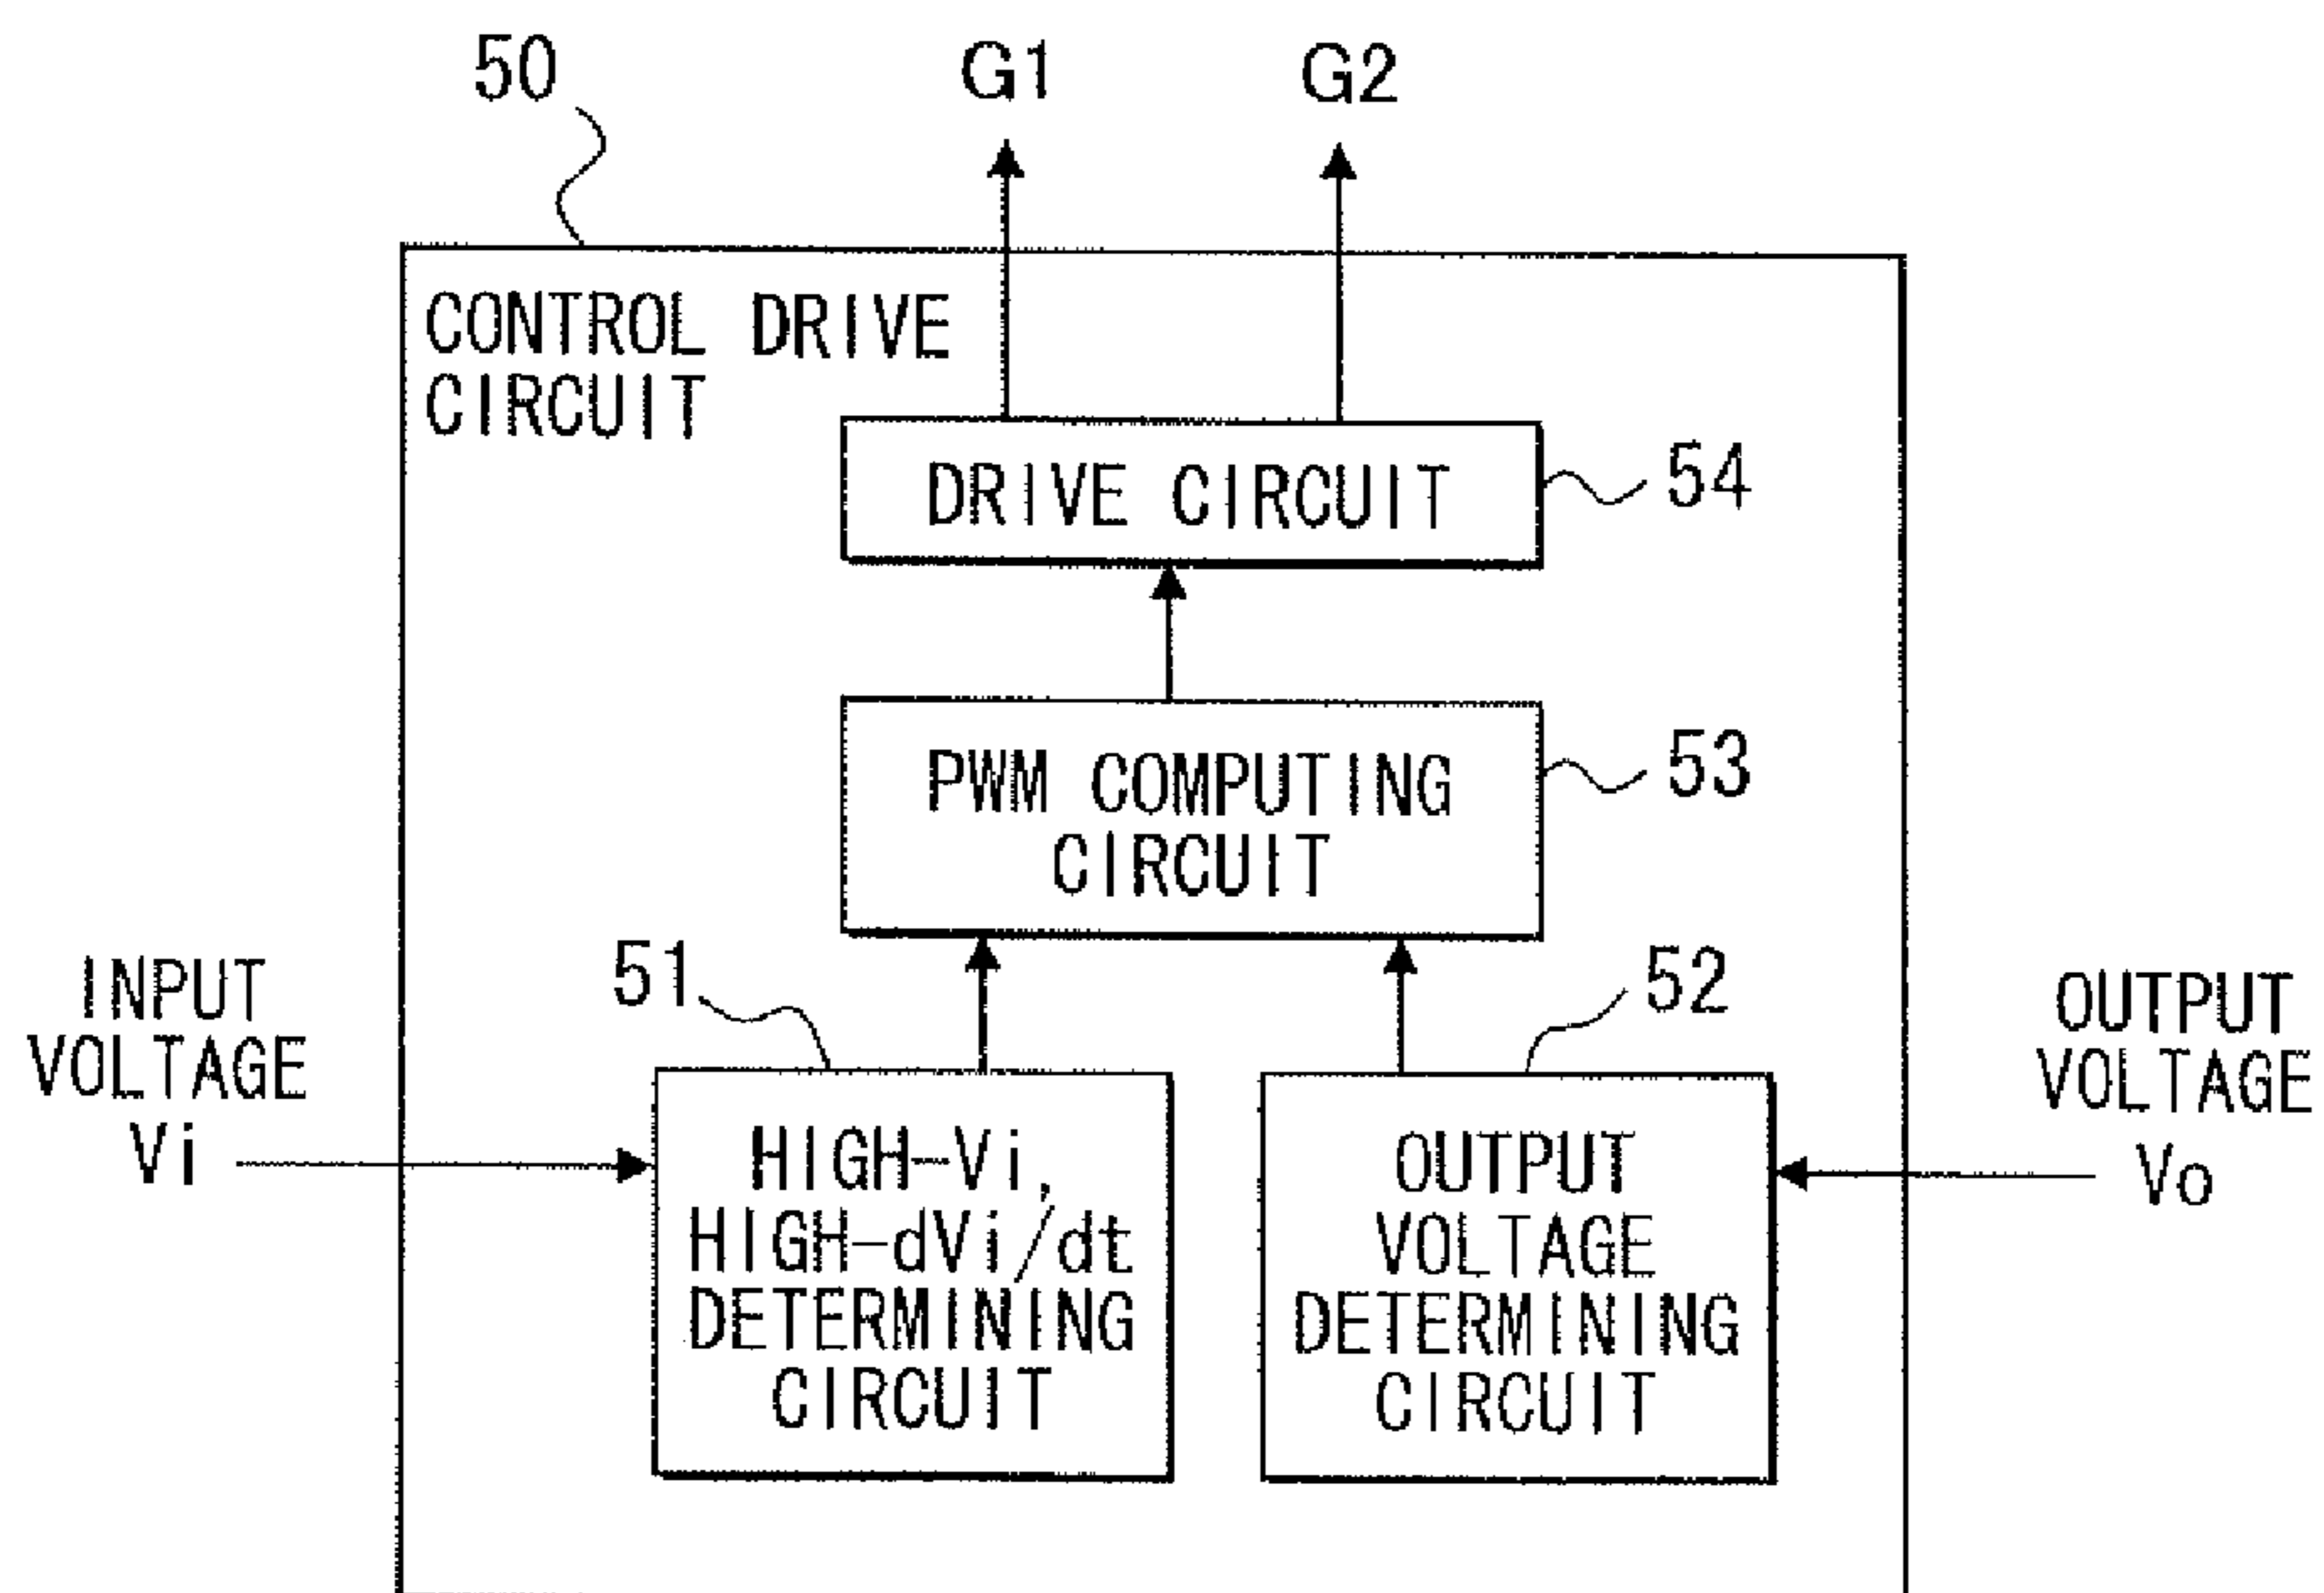 50
G1
G2
CONTROL DRIVE
CIRCUIT
DRIVE CIRCUIT
54
PWM COMPUTING
CIRCUIT
53
INPUT
VOLTAGE
Vi
51
52
OUTPUT
VOLTAGE
Vo
HIGH-Vi,
HIGH-dVi/dt
DETERMINING
CIRCUIT
OUTPUT
VOLTAGE
DETERMINING
CIRCUIT